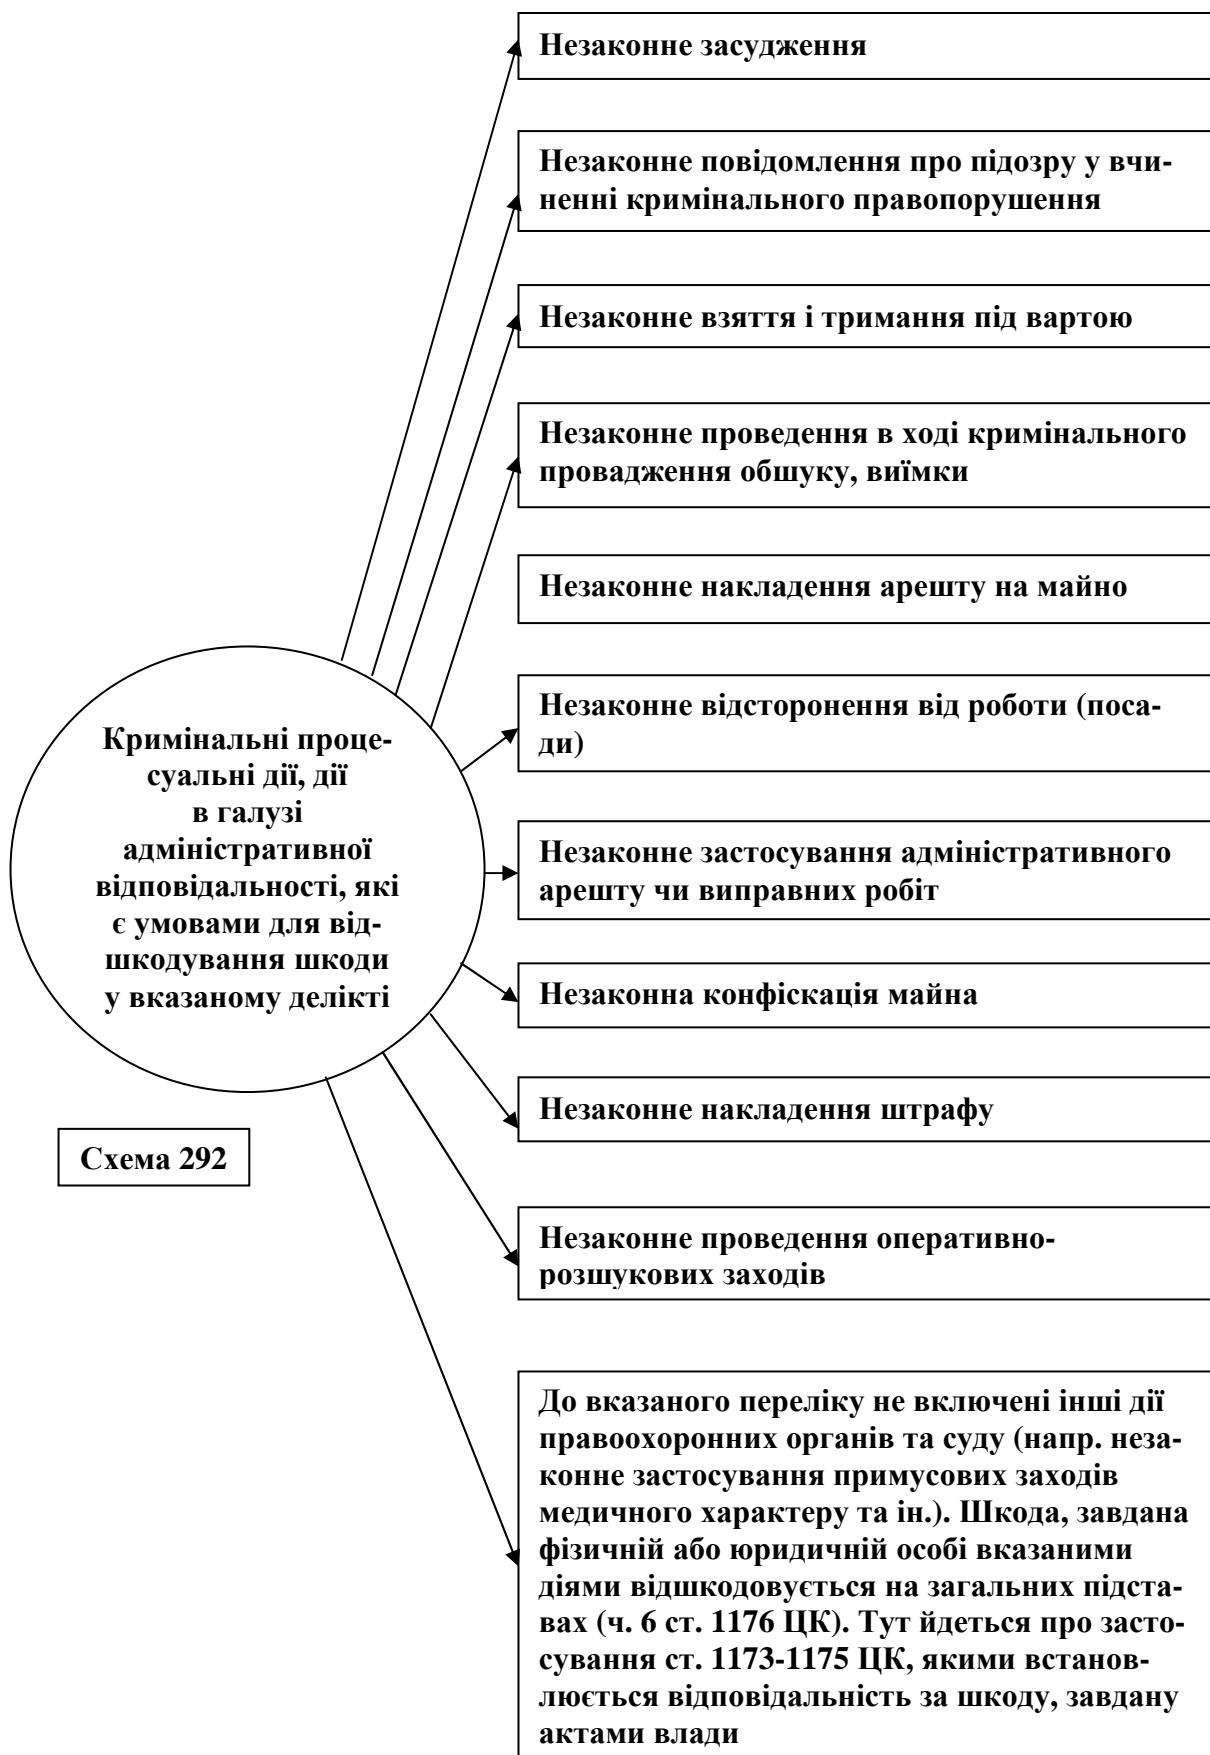 Незаконне засудження
Незаконне повідомлення про підозру у вчи-
ненні кримінального правопорушення
Незаконне взяття і тримання під вартою
Незаконне проведення в ході кримінального
провадження обшуку, виїмки
Незаконне накладення арешту на майно
Незаконне відсторонення від роботи (поса-
ди)
Кримінальні проце-
суальні дії, дії
в галузі
адміністративної
відповідальності, які
є умовами для від-
шкодування шкоди
у вказаному делікті
Незаконне застосування адміністративного
арешту чи виправних робіт
Незаконна конфіскація майна
Незаконне накладення штрафу
Схема 292
Незаконне проведення оперативно-
розшукових заходів
До вказаного переліку не включені інші дії
правоохоронних органів та суду (напр. неза-
конне застосування примусових заходів
медичного характеру та ін.). Шкода, завдана
фізичній або юридичній особі вказаними
діями відшкодовується на загальних підста-
вах (ч. 6 ст. 1176 ЦК). Тут йдеться про засто-
сування ст. 1173-1175 ЦК, якими встанов-
люється відповідальність за шкоду, завдану
актами влади